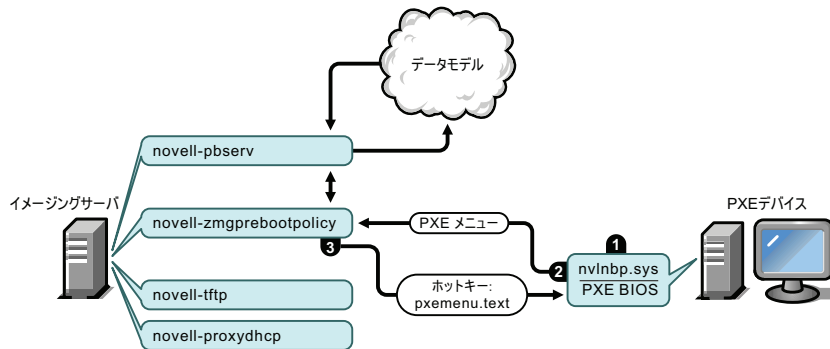 データモデル
novell-pbserv
イメージングサーバ
novell-zmgprebootpolicy
PXE メニュー
PXEデバイス
3
1
2
nvlnbp.sys
PXE BIOS
ホットキー:
pxemenu.text
novell-tftp
novell-proxydhcp